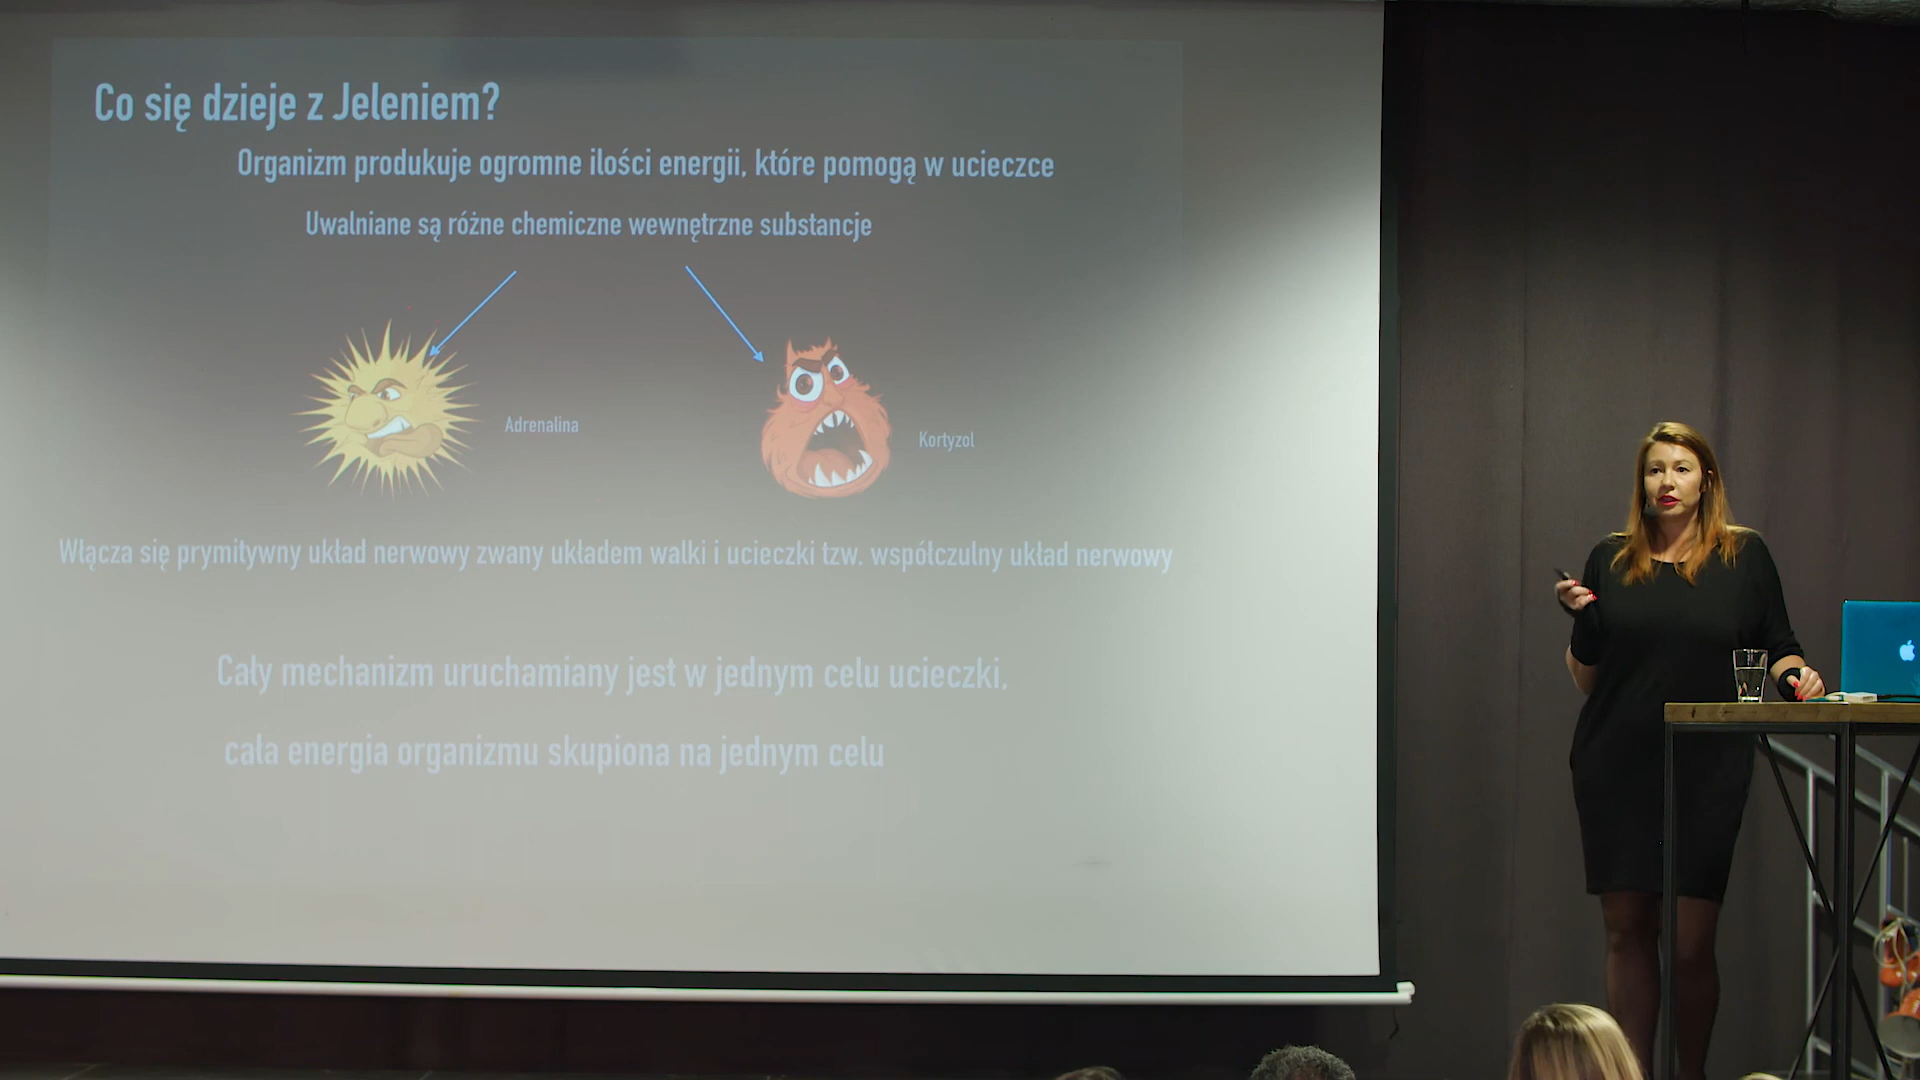 Co się dzieje z Jeleniem?
Organizm produkuje ogromne ilości energii, które pomogą w ucieczce
Uwalniane są różne chemiczne wewnętrzne substancje
Adrenalina
Kortyzol
Włącza się prymitywny układ nerwowy zwany układem walki i ucieczki tzw. współczulny układ nerwowy
Cały mechanizm uruchamiany jest w jednym celu ucieczki,
cała energia organizmu skupiona na jednym celu